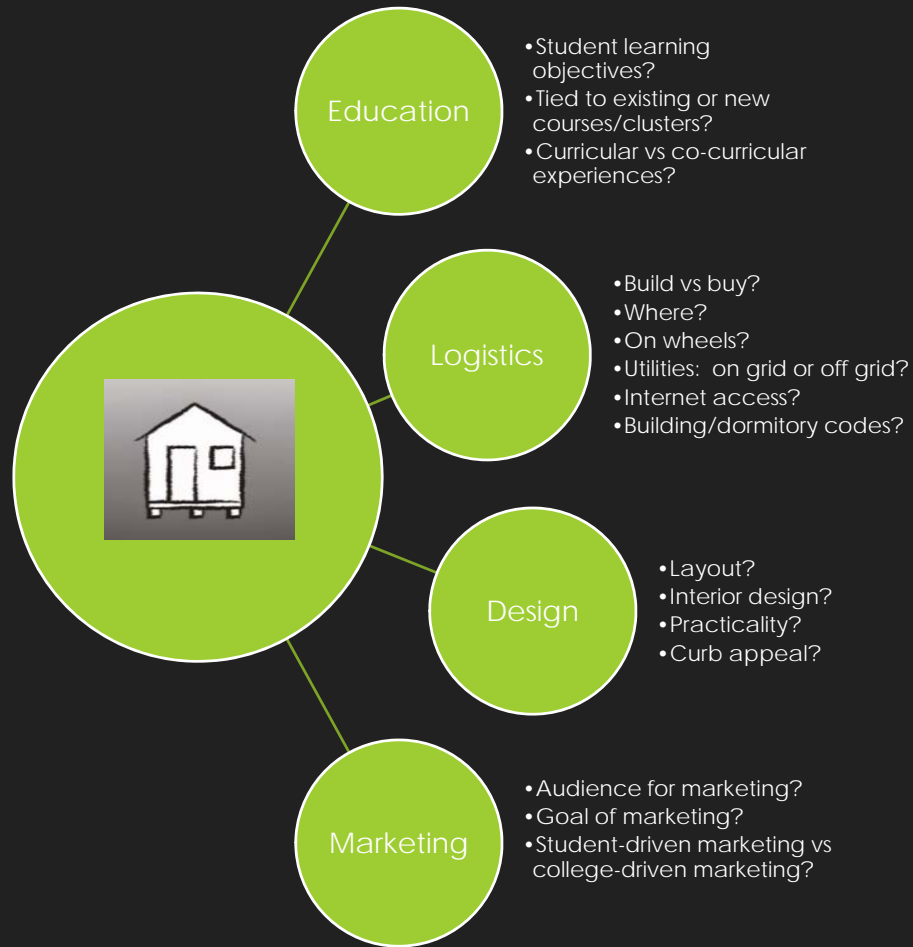 Education
•Student learning
objectives?
•Tied to existing or new
courses/clusters?
•Curricular vs co-curricular
experiences?
Logistics
•Build vs buy?
•Where?
•On wheels?
•Utilities: on grid or off grid?
•Internet access?
•Building/dormitory codes?
Design
•Layout?
•Interior design?
•Practicality?
•Curb appeal?
Marketing
•Audience for marketing?
•Goal of marketing?
•Student-driven marketing vs
college-driven marketing?